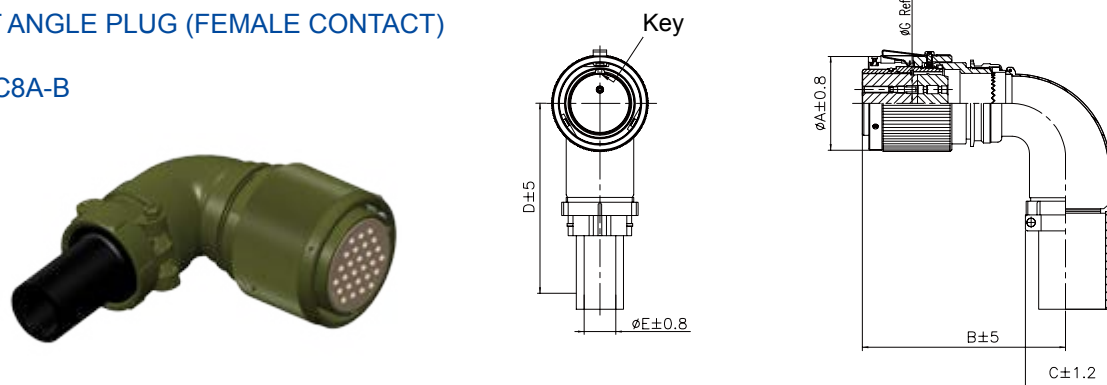 ANGLE PLUG (FEMALE CONTACT)
C8A-B
Key
øG Ref
øA±0.8
D±5
øE±0.8
B±5
C±1.2